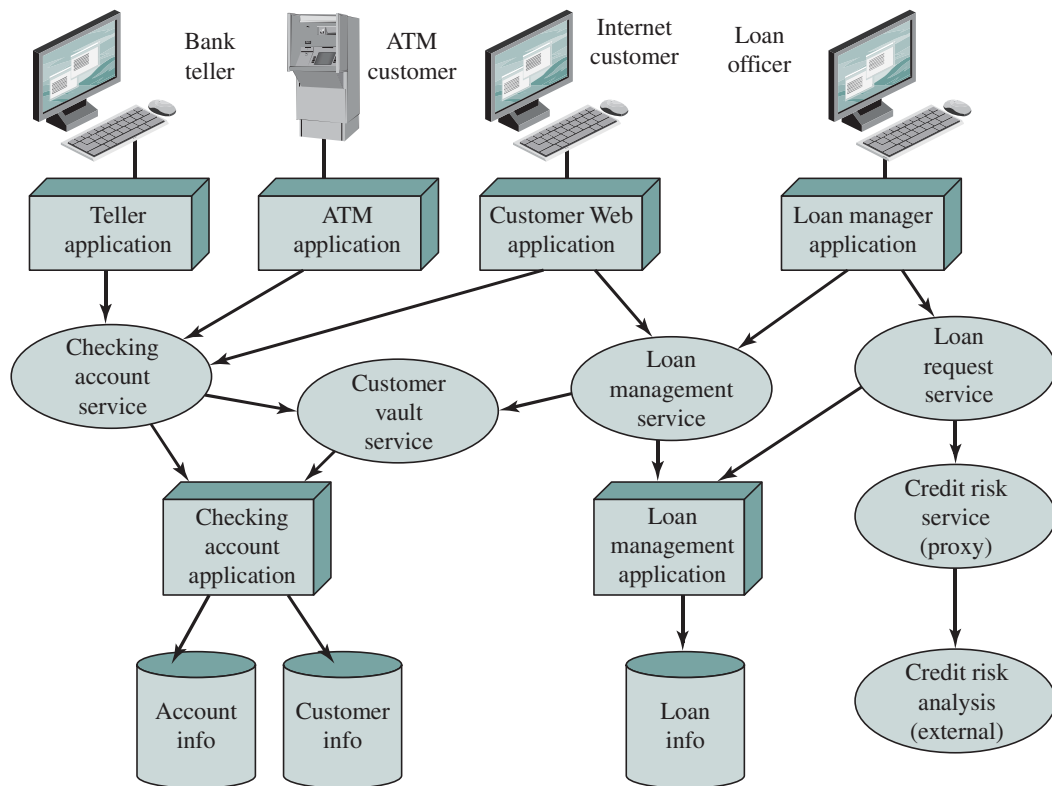 Bank
teller
ATM
customer
Internet
customer
Loan
officer
Teller
application
ATM
application
Customer Web
application
Loan manager
application
Checking
account
service
Customer
vault
service
Loan
management
service
Loan
request
service
Checking
account
application
Loan
management
application
Credit risk
service
(proxy)
Account
info
Customer
info
Loan
info
Credit risk
analysis
(external)